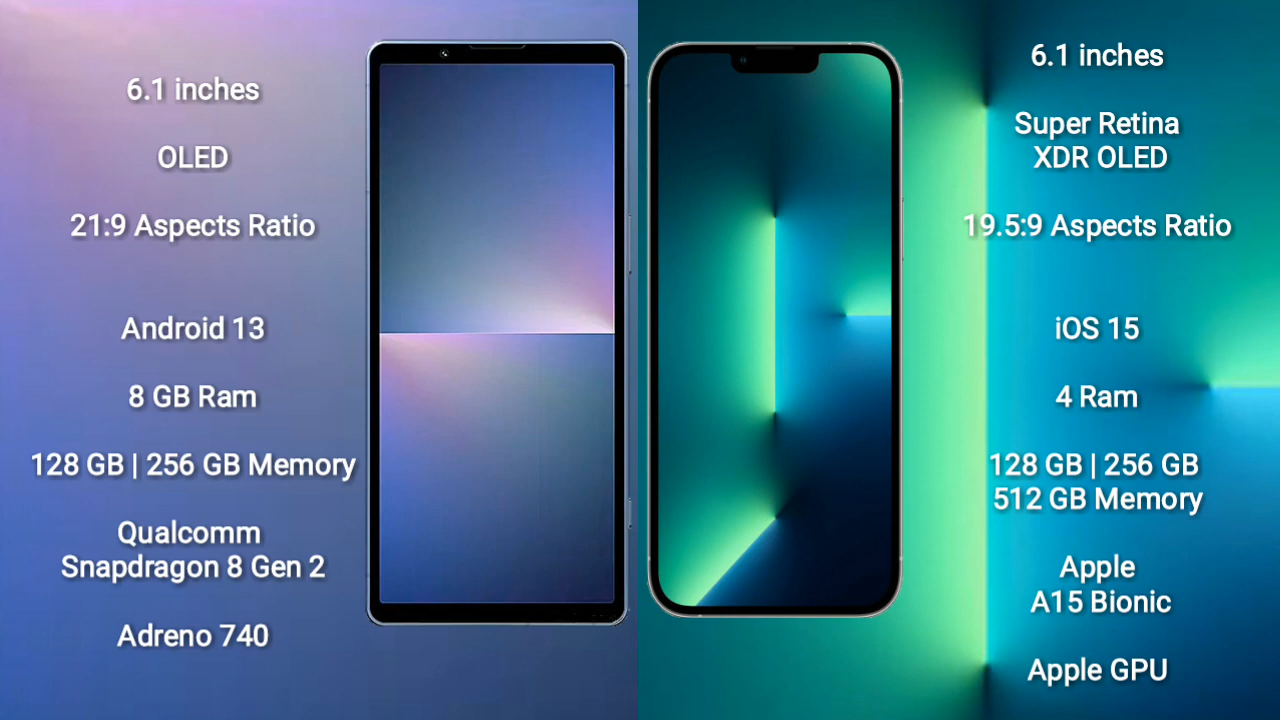 6.1 inches
OLED
21:9 Aspects Ratio
Android 13
8 GB Ram
128 GB | 256 GB Memory
Qualcomm
Snapdragon 8 Gen 2
Adreno 740
6.1 inches
Super Retina
XDR OLED
19.5:9 Aspects Ratio
iOS 15
4 Ram
128 GB | 256 GB
512 GB Memory
Apple
A15 Bionic
Apple GPU